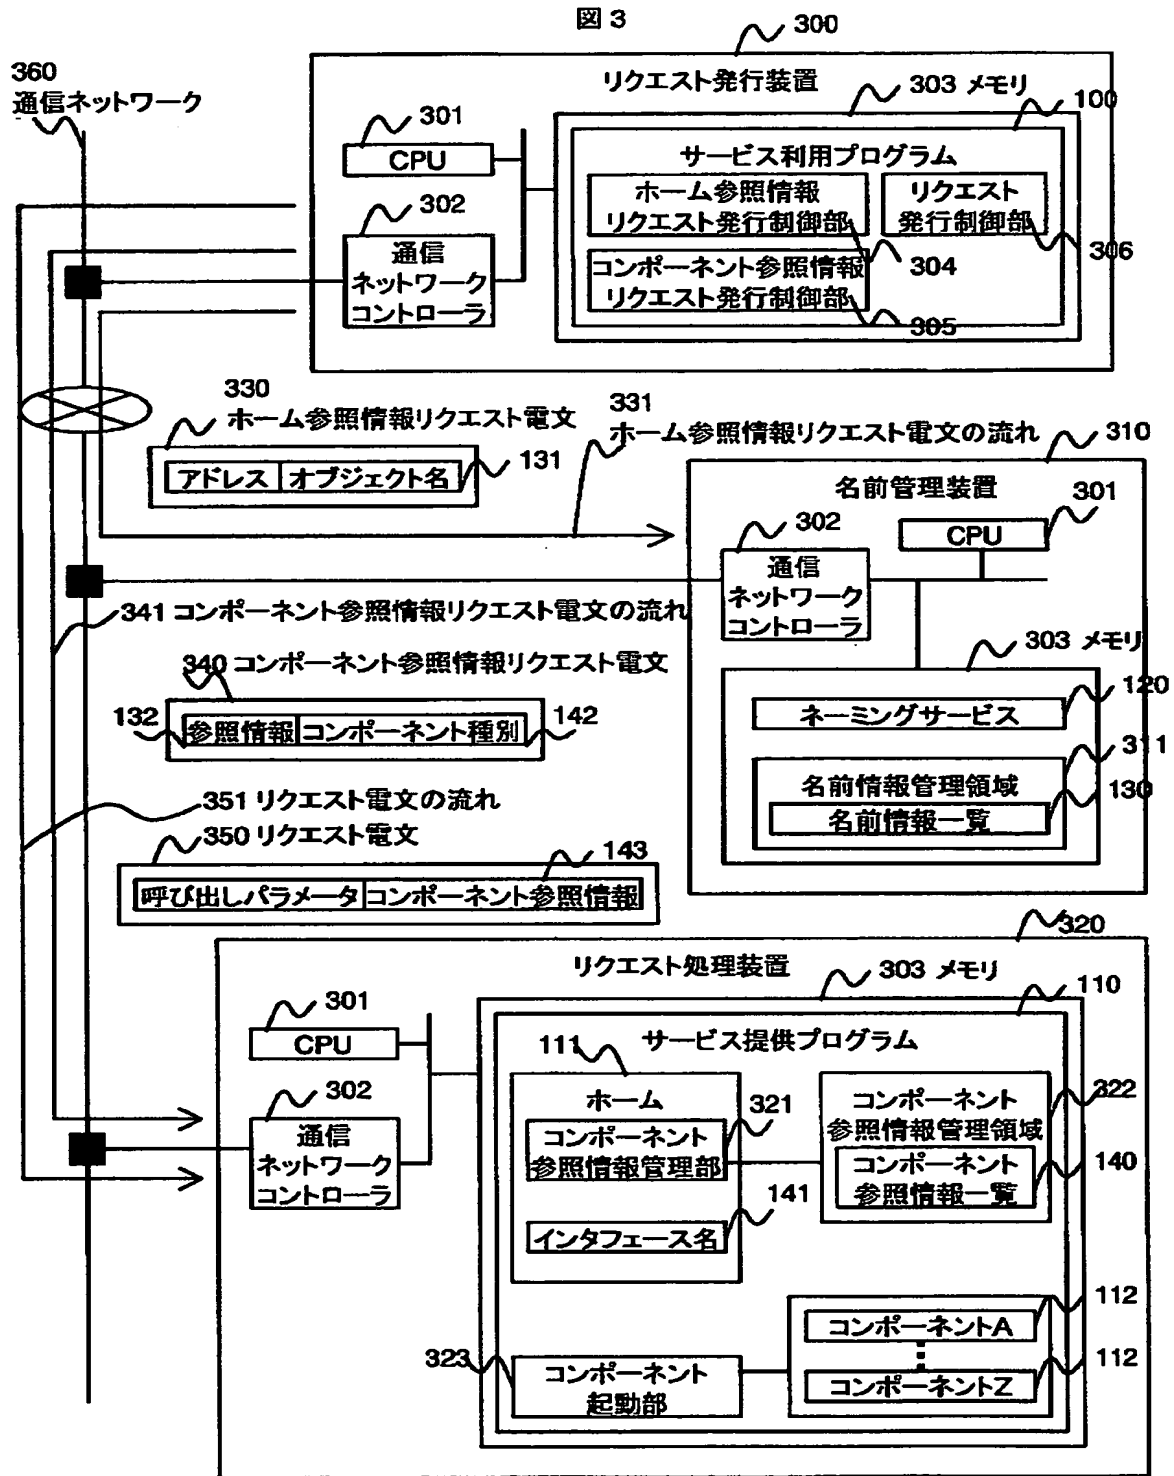 図3
300
リクエスト発行装置
360
通信ネットワーク
303 メモリ
100
301
CPU
サービス利用プログラム
ホーム参照情報
リクエスト発行制御部
リクエスト
発行制御部
302
通信
ネットワーク
コントローラ
304
306
コンポーネント参照情報
リクエスト発行制御部
305
330
ホーム参照情報リクエスト電文
アドレス
オブジェクト名
131
331
ホーム参照情報リクエスト電文の流れ
310
名前管理装置
301
CPU
302
通信
ネットワーク
コントローラ
341 コンポーネント参照情報リクエスト電文の流れ
303 メモリ
340 コンポーネント参照情報リクエスト電文
132
参照情報
コンポーネント種別
142
120
ネーミングサービス
311
名前情報管理領域
130
名前情報一覧
351 リクエスト電文の流れ
350 リクエスト電文
143
呼び出しパラメータ
コンポーネント参照情報
320
リクエスト処理装置
303 メモリ
110
301
CPU
サービス提供プログラム
111
ホーム
321
コンポーネント
参照情報管理部
コンポーネント
参照情報管理領域
322
コンポーネント
参照情報一覧
140
302
通信
ネットワーク
コントローラ
141
インタフェース名
112
コンポーネントA
323
コンポーネント
起動部
コンポーネントZ
112